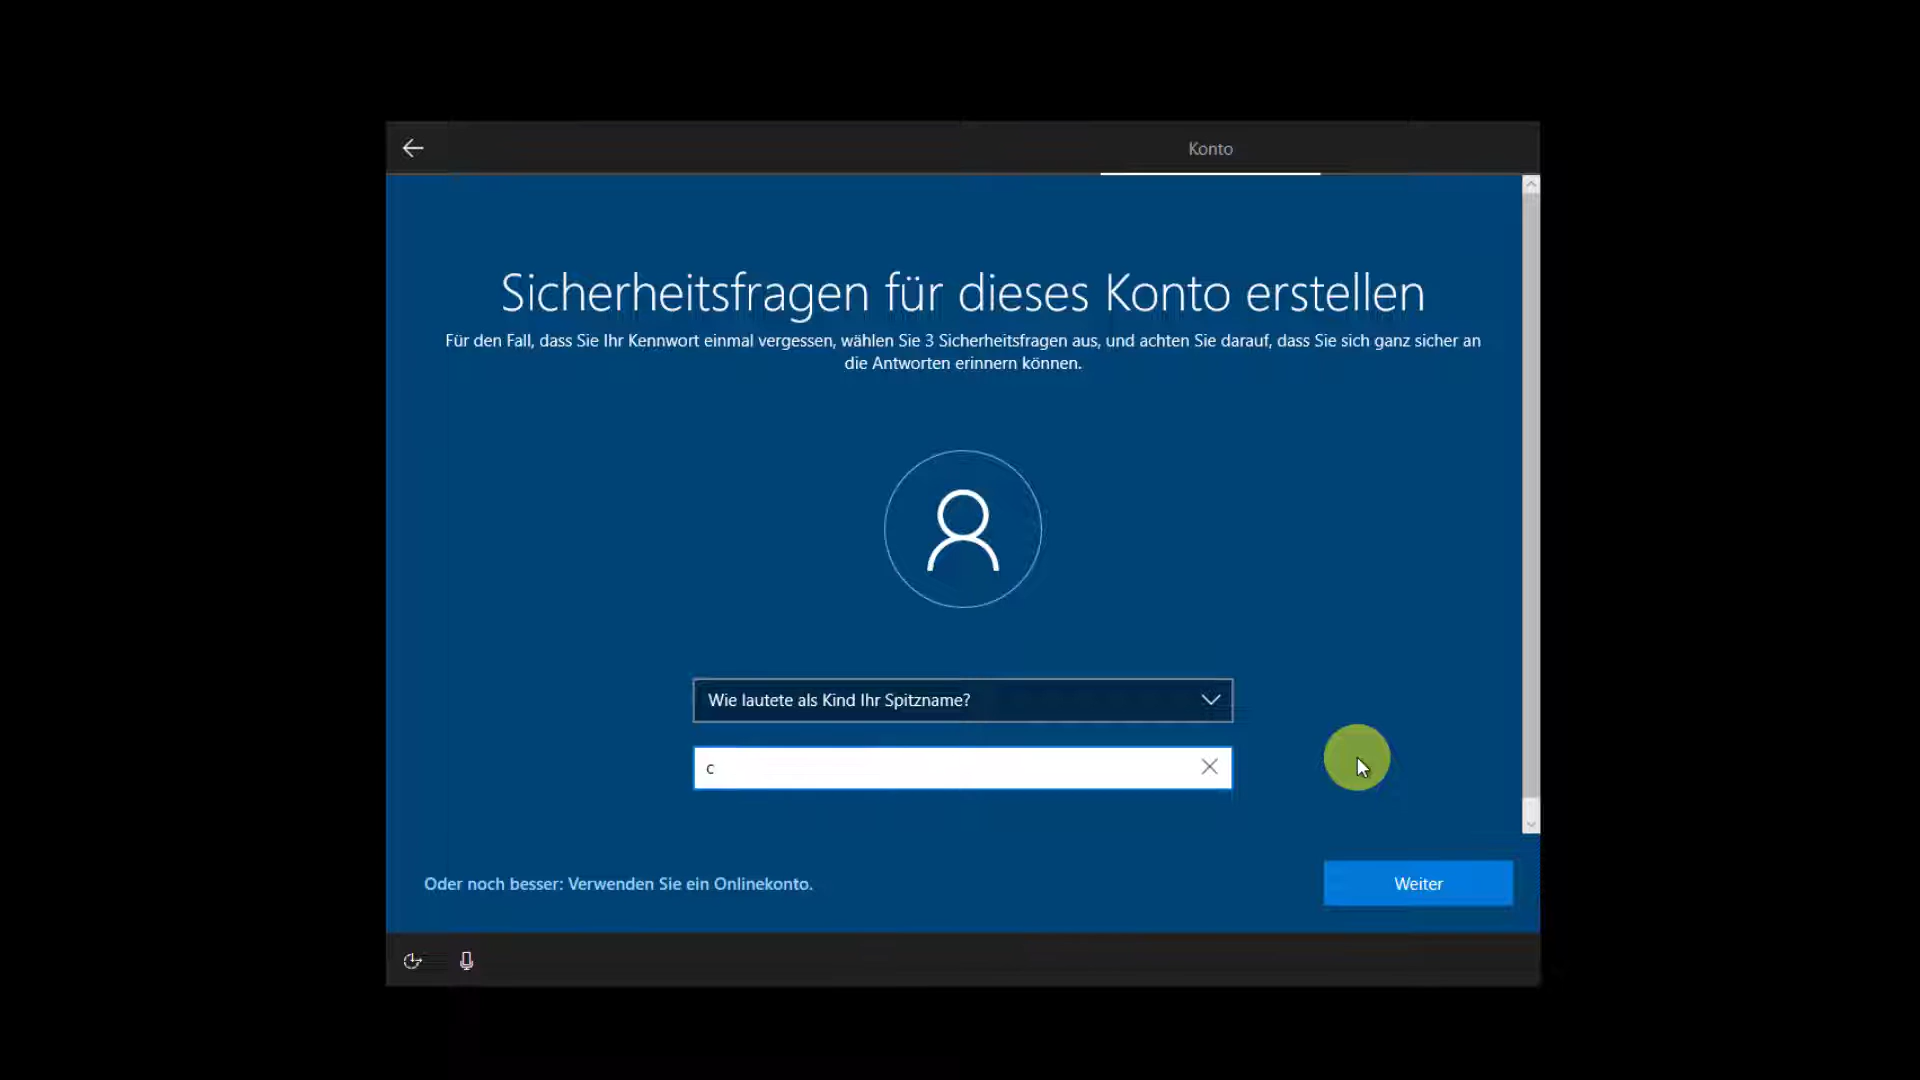 Konto
Sicherheitsfragen für dieses Konto erstellen
Für den Fall, dass Sie Ihr Kennwort einmal vergessen, wählen Sie 3 Sicherheitsfragen aus, und achten Sie darauf, dass Sie sich ganz sicher an
die Antworten erinnern können.
Wie lautete als Kind Ihr Spitzname?
c
Oder noch besser: Verwenden Sie ein Onlinekonto.
Weiter